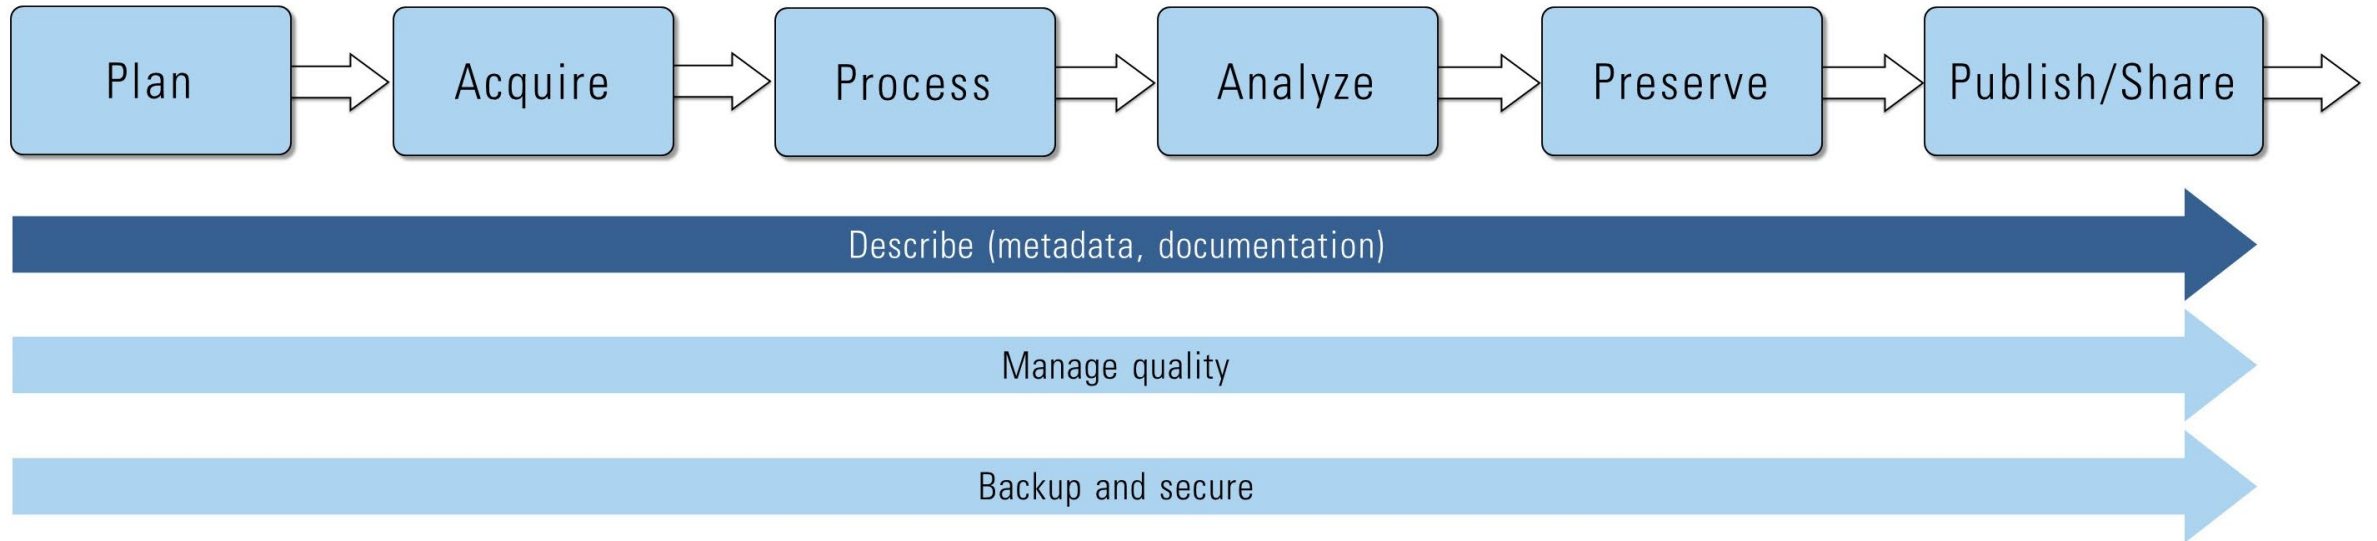 Plan
Acquire
Process
Analyze
Preserve
Publish/Share
Describe (metadata, documentation)
Manage quality
Backup and secure